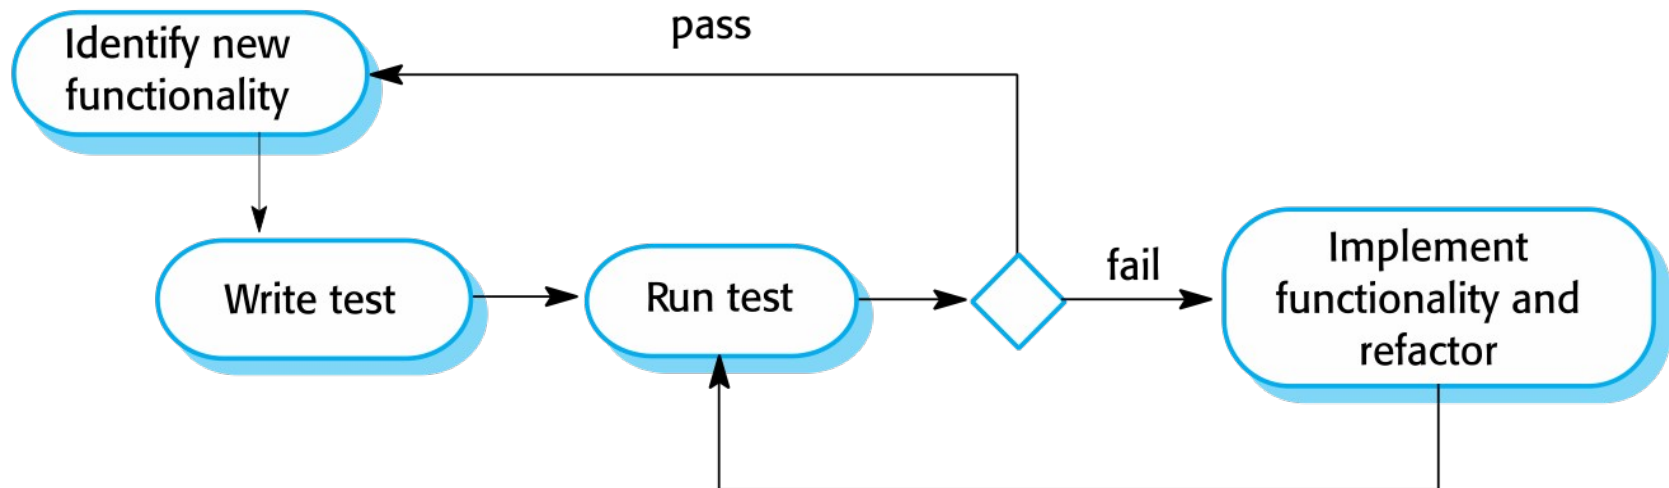 Identify new
functionality
pass
Write test
Run test
fail
Implement
functionality and
refactor